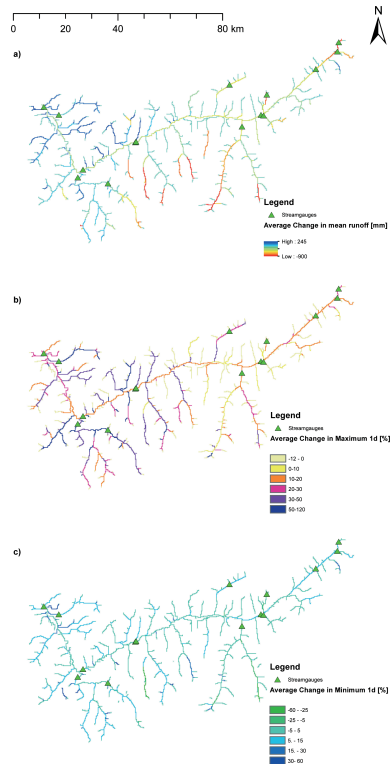 N
0 20 40 80 km
a)
Legend
Streamgauges
Average Change in mean runoff [mm]
High : 245
Low : -900
b)
Legend
Streamgauges
Average Change in Maximum 1d [%]
-12 - 0
0-10
10-20
20-30
30-50
50-120
c)
Legend
Streamgauges
Average Change in Minimum 1d [%]
-60 - -25
-25 - -5
-5 - 5
5. - 15
15. - 30
30- 60